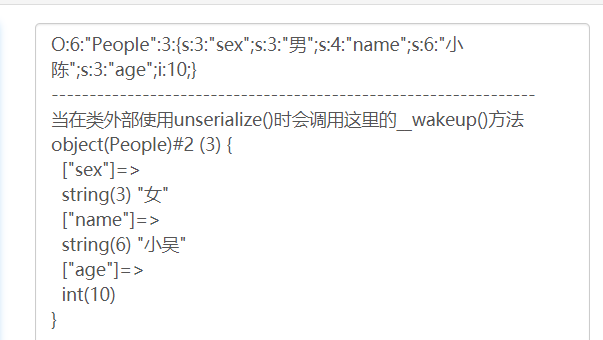 O:6:"People":3:{s:3:"sex";s:3:"男";s:4:"name";s:6:"小
陈";s:3:"age";i:10;}
----------------------------------------------------------------
当在类外部使用unserialize()时会调用这里的__wakeup()方法
object(People)#2 (3) {
["sex"]=>
string(3) "女"
["name"]=>
string(6) "小吴"
["age"]=>
int(10)
}